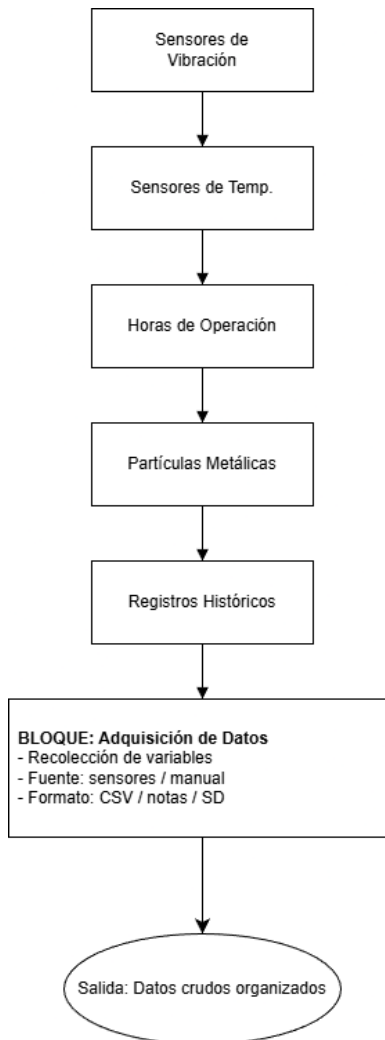 Sensores de
Vibración
Sensores de Temp.
Horas de Operación
Partículas Metálicas
Registros Históricos
BLOQUE: Adquisición de Datos
- Recolección de variables
- Fuente: sensores / manual
- Formato: CSV / notas / SD
Salida: Datos crudos organizados